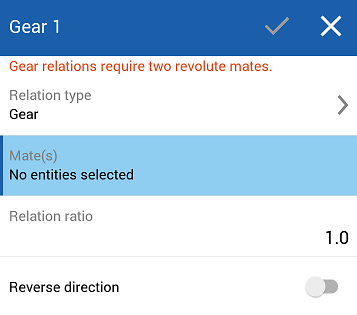 Gear 1
Gear relations require two revolute mates.
Relation type
Gear
Mate(s)
No entities selected
Relation ratio
1.0
Reverse direction